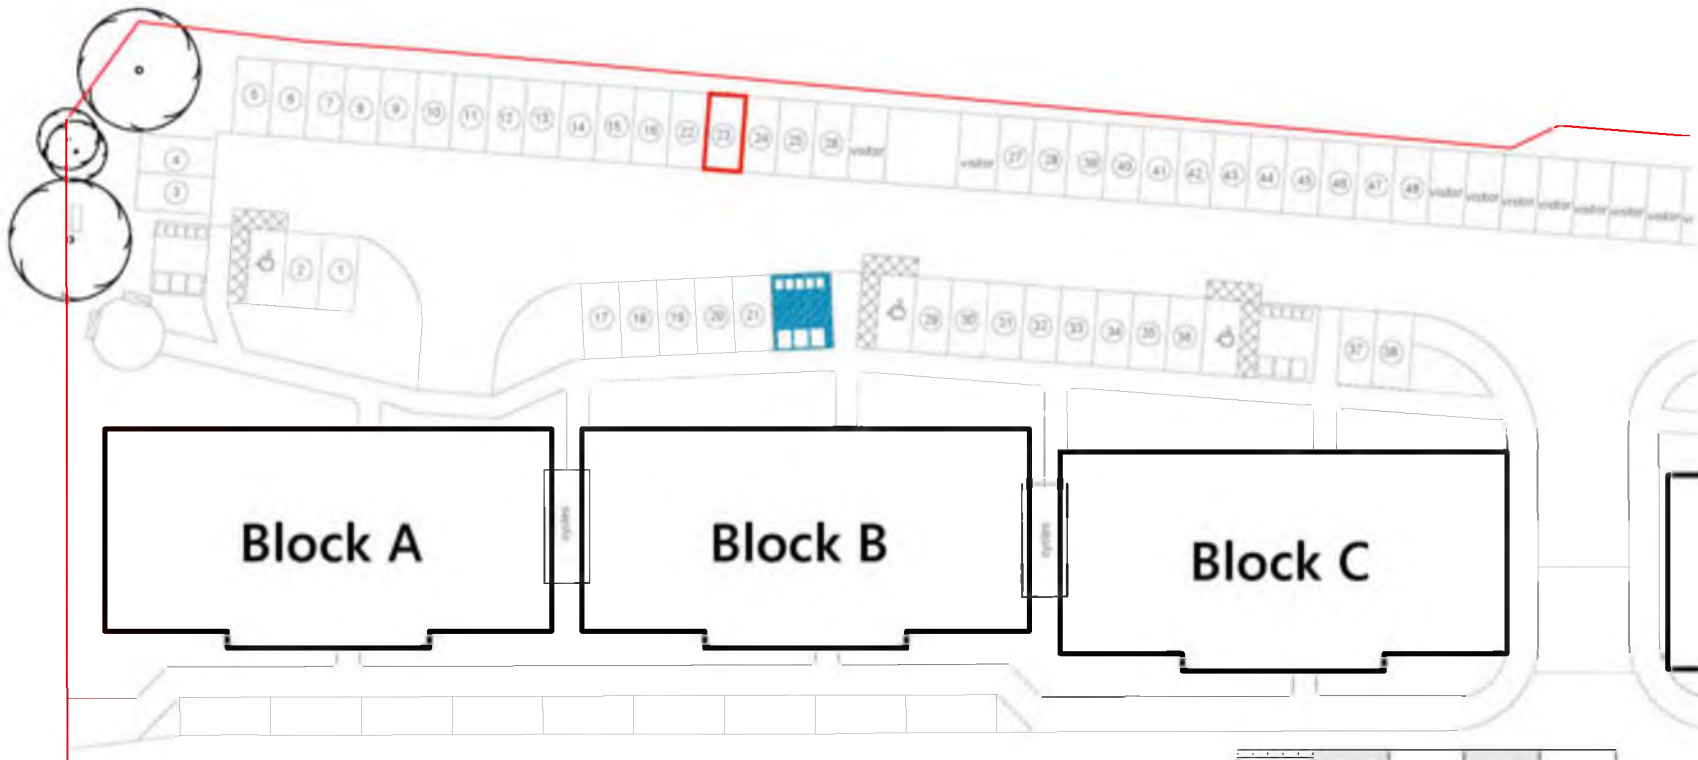 5 6 7 8 9 10 11 12 13 14 15 16 22 23 24 25 26 visitor visitor 27 28 39 40 41 42 43 44 45 46 47 48 visitor visitor visitor visitor visitor visitor visitor
4
3
2 1
17 18 19 20 21
29 30 31 32 33 34 35 36
37 38
cycles
cycles
Block A
Block B
Block C